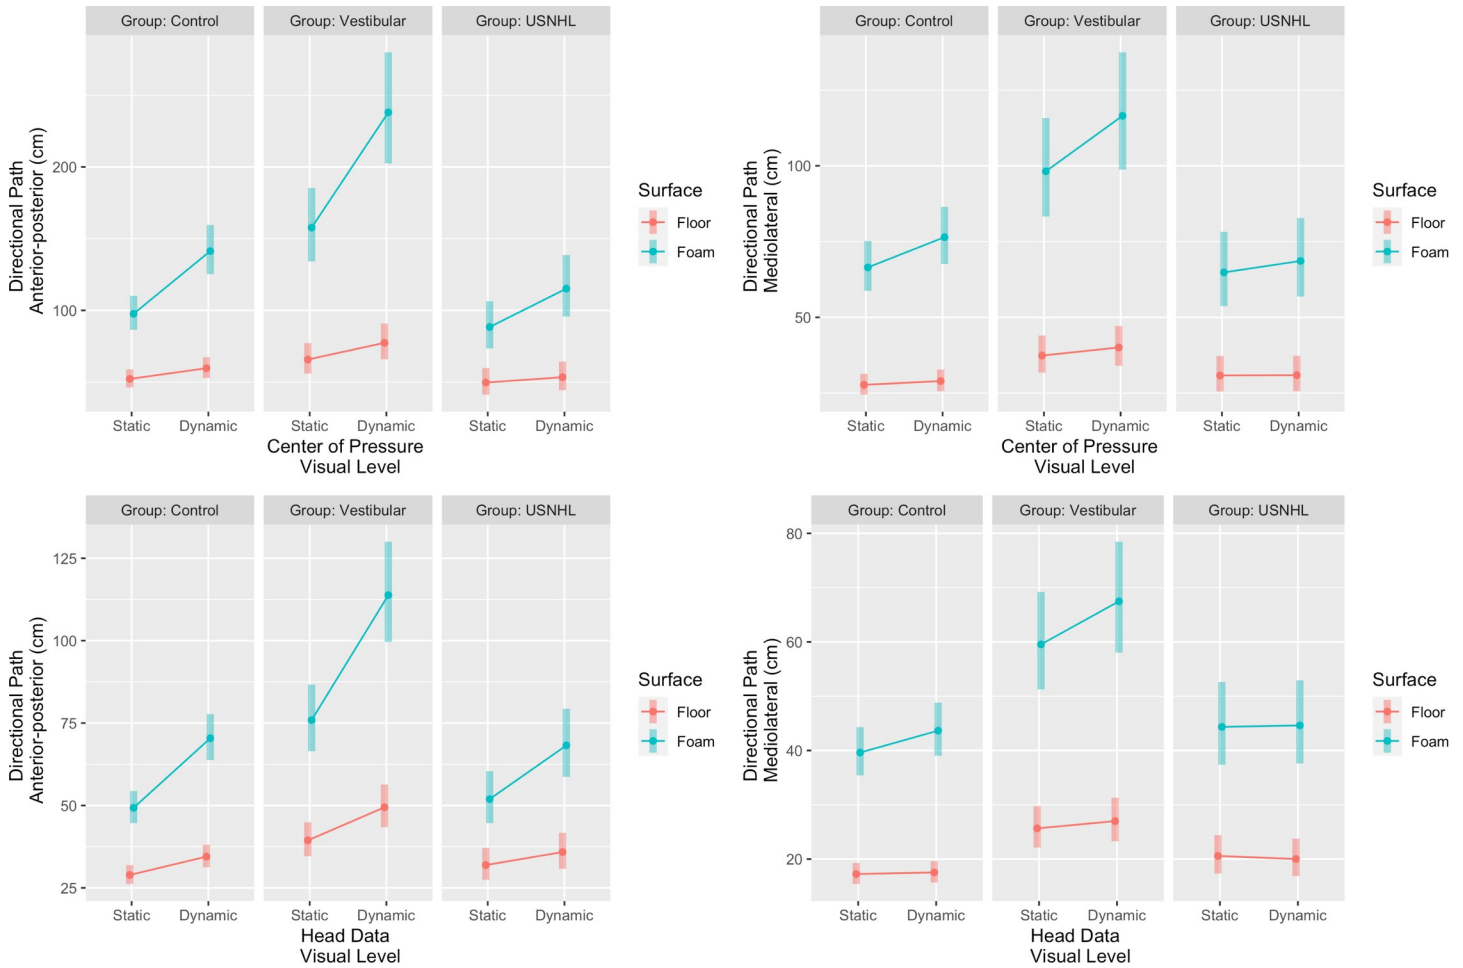 Group: Control
Group: Vestibular
Group: USNHL
Directional Path
Anterior-posterior (cm)
200
100
Static
Dynamic
Static
Dynamic
Static
Dynamic
Center of Pressure
Visual Level
Surface
Floor
Foam
Group: Control
Group: Vestibular
Group: USNHL
Directional Path
Mediolateral (cm)
100
50
Static
Dynamic
Static
Dynamic
Static
Dynamic
Center of Pressure
Visual Level
Surface
Floor
Foam
Group: Control
Group: Vestibular
Group: USNHL
Directional Path
Anterior-posterior (cm)
125
100
75
50
25
Static
Dynamic
Static
Dynamic
Static
Dynamic
Head Data
Visual Level
Surface
Floor
Foam
Group: Control
Group: Vestibular
Group: USNHL
Directional Path
Mediolateral (cm)
80
60
40
20
Static
Dynamic
Static
Dynamic
Static
Dynamic
Head Data
Visual Level
Surface
Floor
Foam